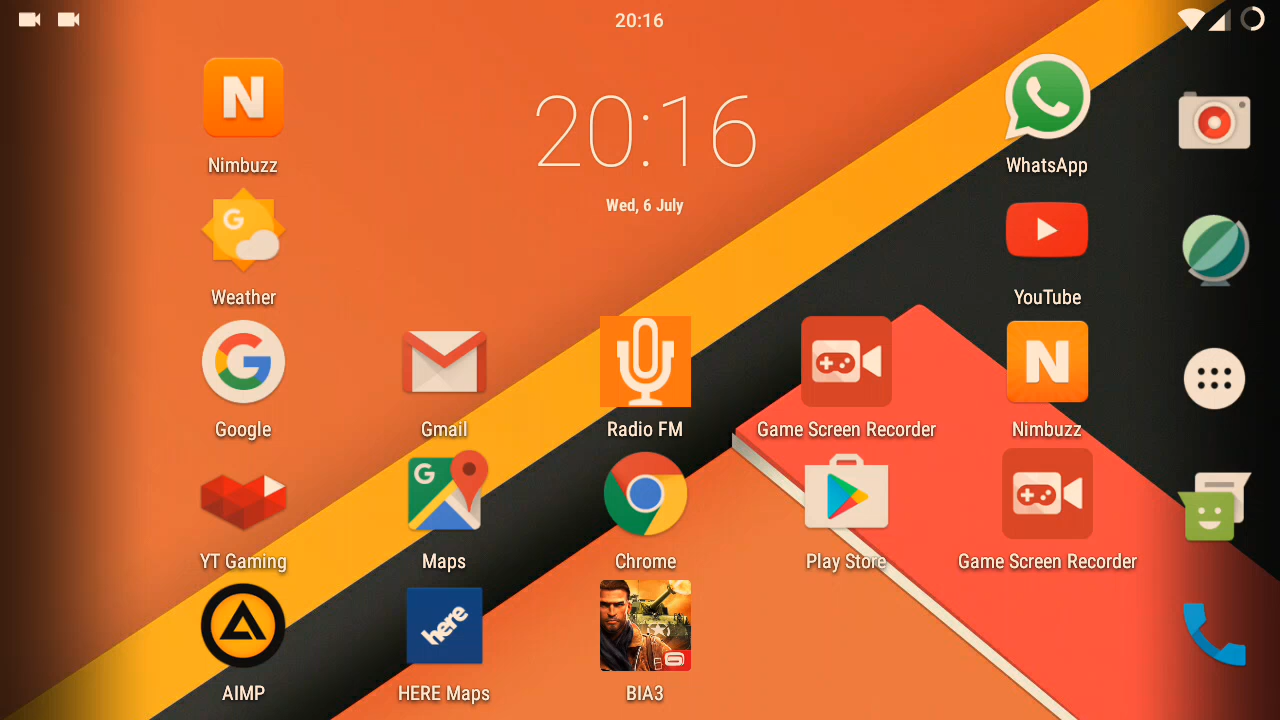 20:16
N
20:16
Wed, 6 July
Nimbuzz
WhatsApp
G
Weather
YouTube
G
N
Google
Gmail
Radio FM
Game Screen Recorder
Nimbuzz
G
YT Gaming
Maps
Chrome
Play Store
Game Screen Recorder
here
AIMP
HERE Maps
BIA3